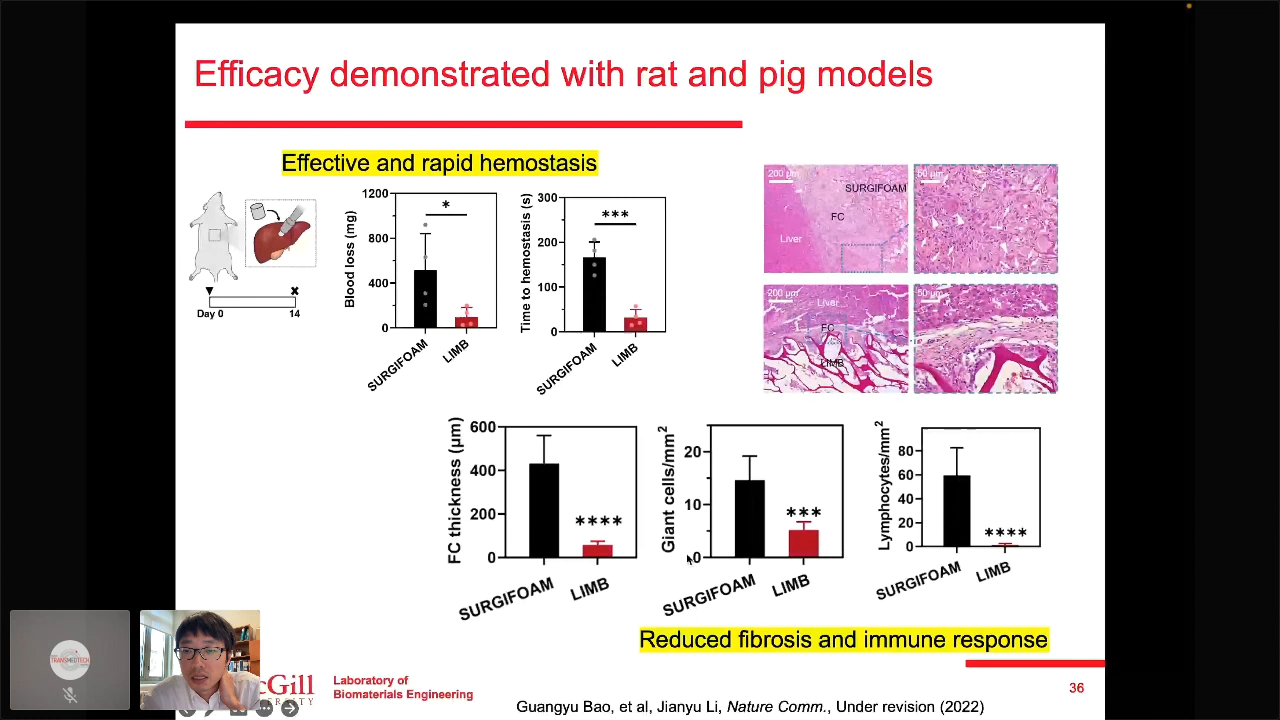 Efficacy demonstrated with rat and pig models
Effective and rapid hemostasis
Day 0
14
Blood loss (mg)
1200
800
400
0
*
SURGIFOAM
LIMB
Time to hemostasis (s)
300
200
100
0
***
SURGIFOAM
LIMB
200 µm
SURGIFOAM
FC
Liver
50 µm
200 µm
Liver
FC
LIMB
50 µm
FC thickness (µm)
600
400
200
0
****
SURGIFOAM
LIMB
Giant cells/mm²
20
10
0
***
SURGIFOAM
LIMB
Lymphocytes/mm²
80
60
40
20
0
****
SURGIFOAM
LIMB
Reduced fibrosis and immune response
TRANSMEDTECH
Laboratory of
Biomaterials Engineering
36
Guangyu Bao, et al, Jianyu Li, Nature Comm., Under revision (2022)